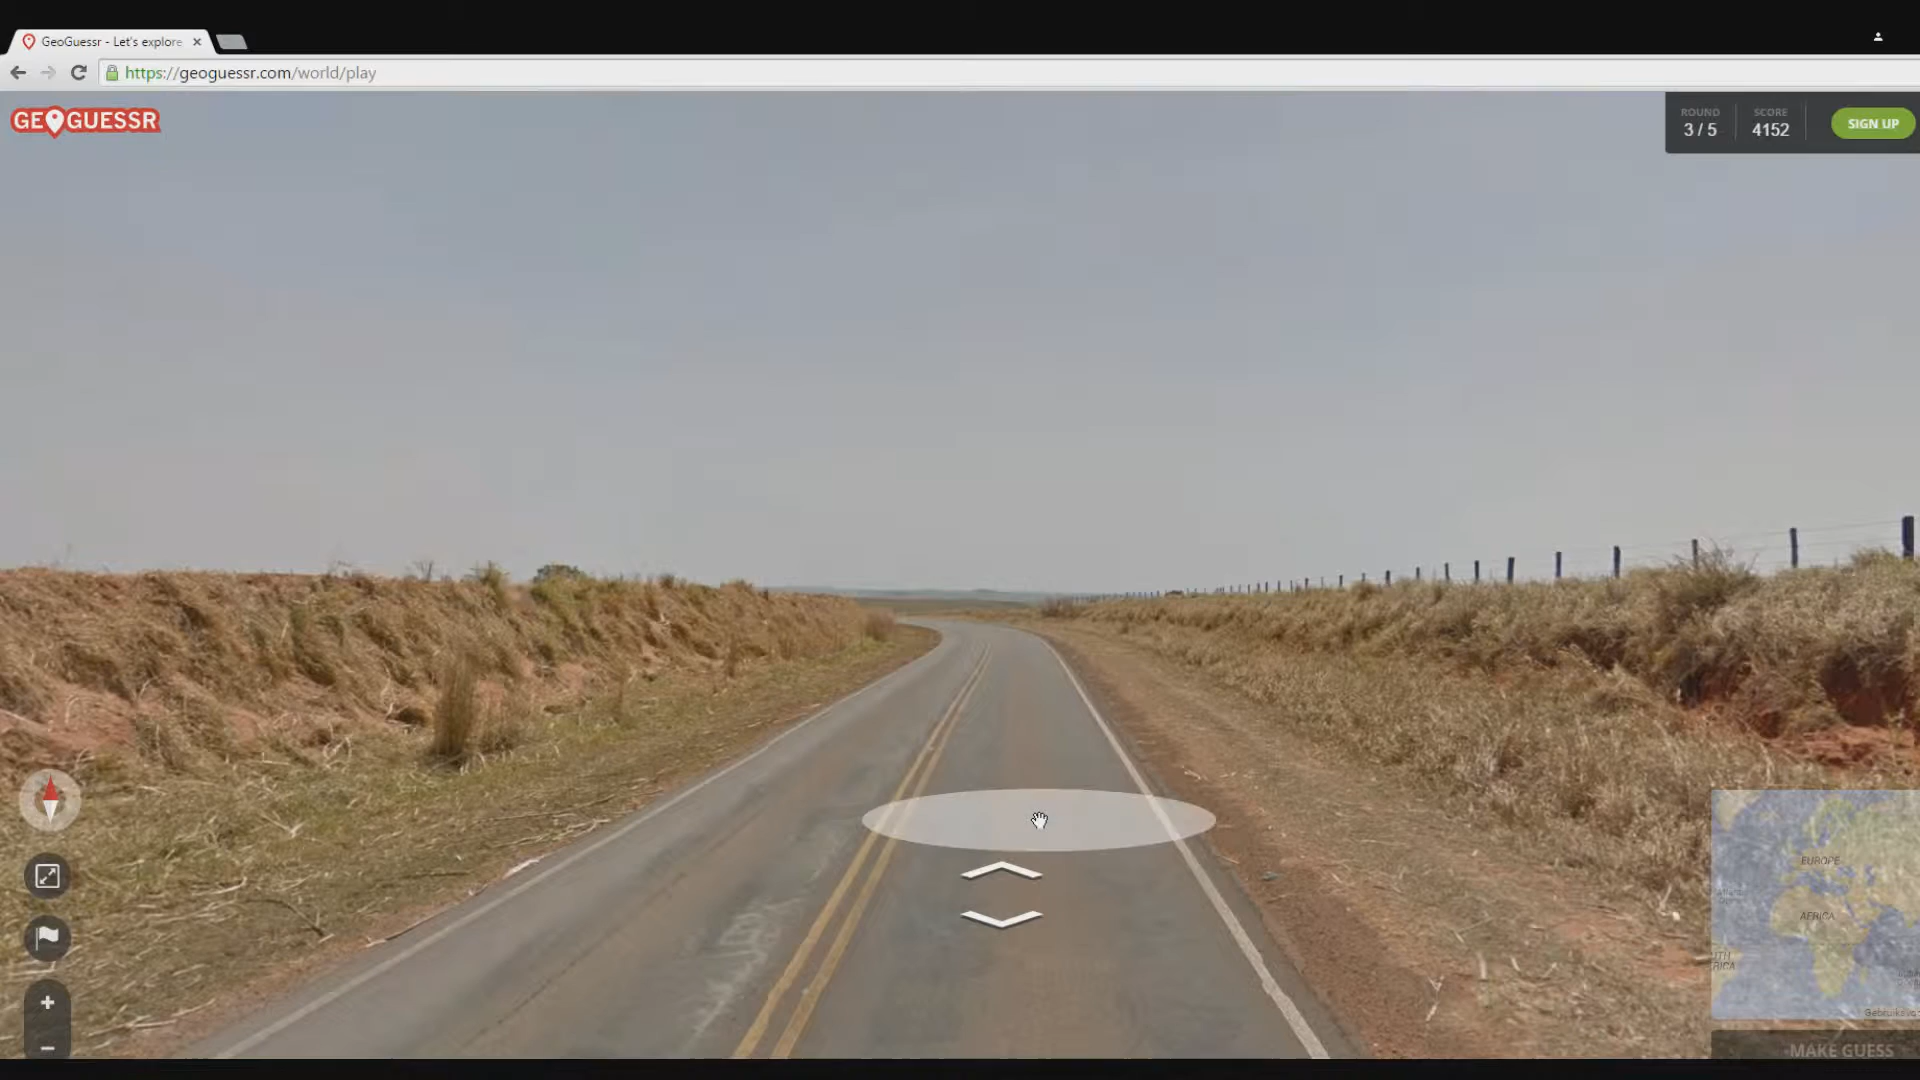 GeoGuessr - Let's explore
https://geoguessr.com/world/play
GEOGUESSR
ROUND
3 / 5
SCORE
4152
SIGN UP
EUROPE
AFRICA
MAKE GUESS